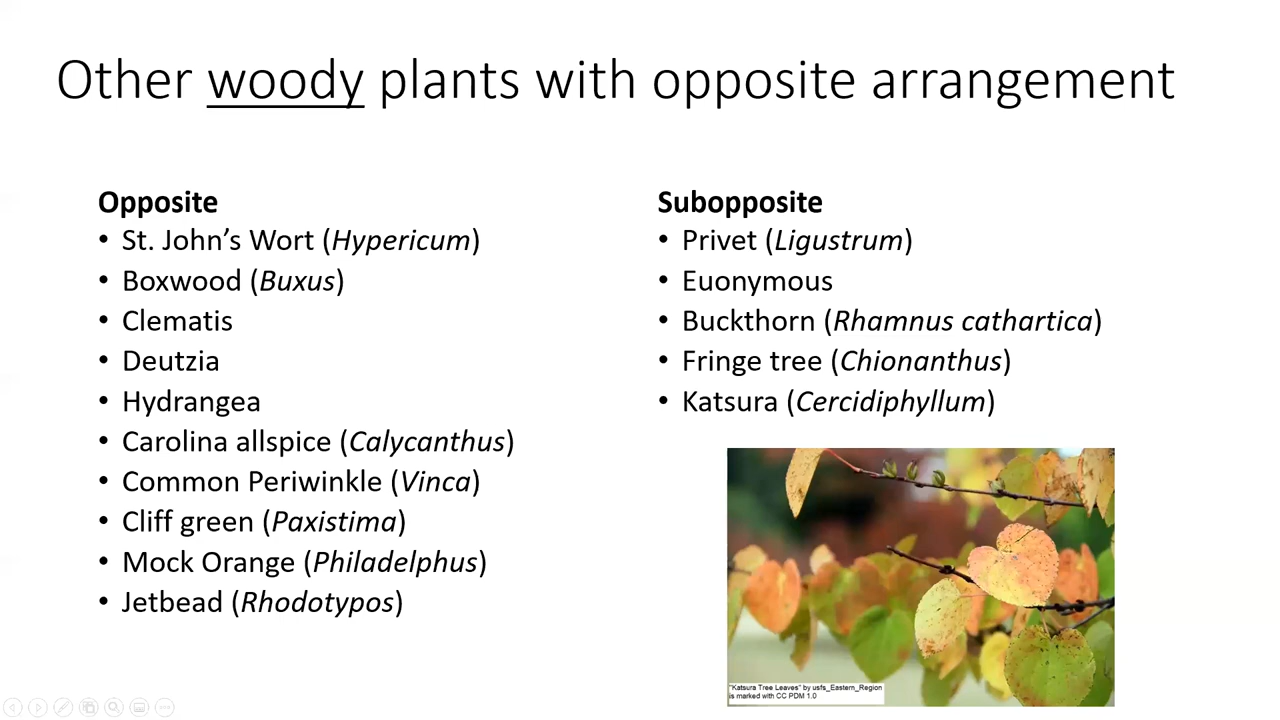 Other woody plants with opposite arrangement
Opposite
• St. John’s Wort (Hypericum)
• Boxwood (Buxus)
• Clematis
• Deutzia
• Hydrangea
• Carolina allspice (Calycanthus)
• Common Periwinkle (Vinca)
• Cliff green (Paxistima)
• Mock Orange (Philadelphus)
• Jetbead (Rhodotypos)
Subopposite
• Privet (Ligustrum)
• Euonymous
• Buckthorn (Rhamnus cathartica)
• Fringe tree (Chionanthus)
• Katsura (Cercidiphyllum)
"Katsura Tree Leaves" by usfs_Eastern_Region
is marked with CC PDM 1.0